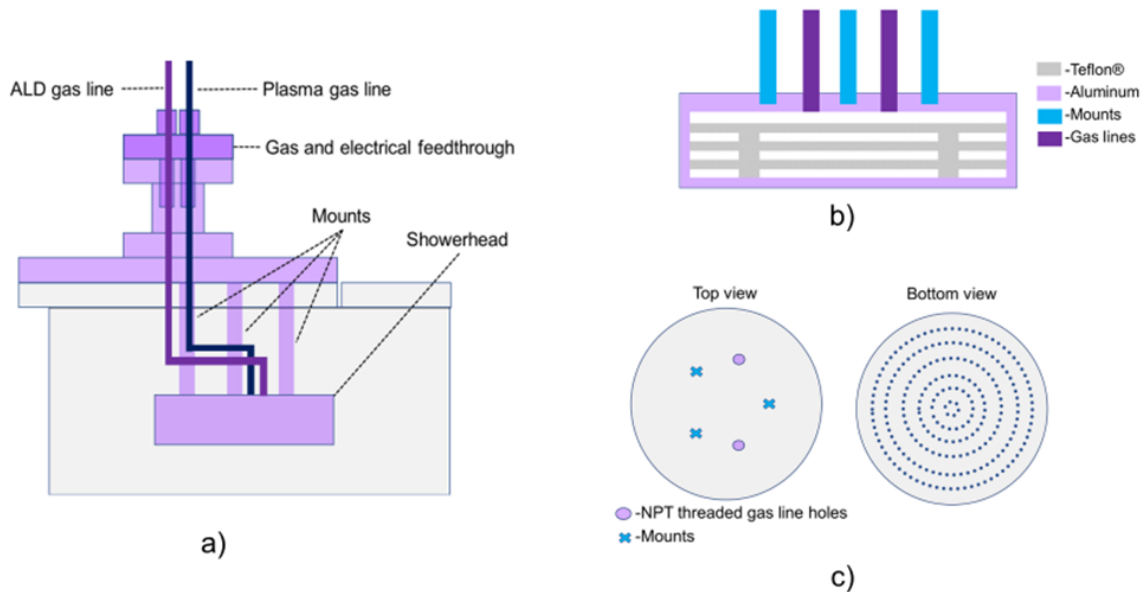 ALD gas line
Plasma gas line
Gas and electrical feedthrough
Mounts
Showerhead
a)
-Teflon®
-Aluminum
-Mounts
-Gas lines
b)
Top view
Bottom view
-NPT threaded gas line holes
-Mounts
c)